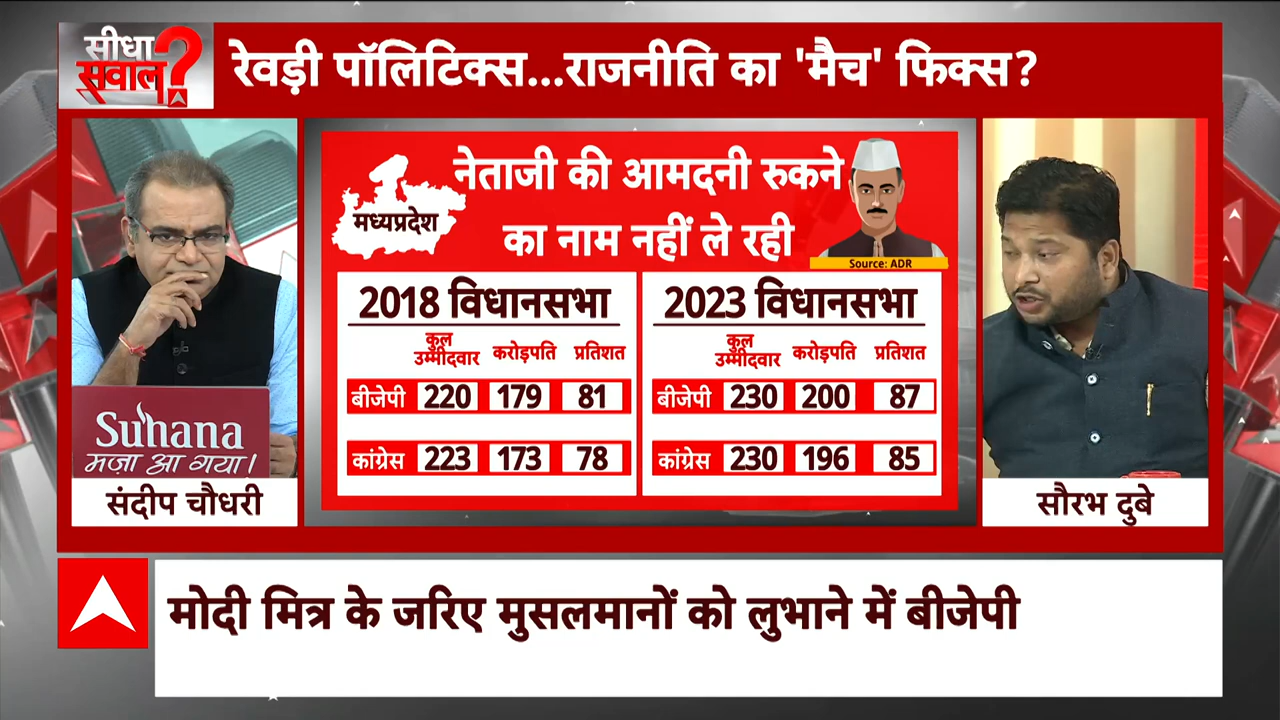 सीधा
सवाल?
रेवड़ी पॉलिटिक्स...राजनीति का 'मैच' फिक्स?
मध्यप्रदेश
नेताजी की आमदनी रुकने
का नाम नहीं ले रही
Source: ADR
2018 विधानसभा
कुल उम्मीदवार करोड़पति प्रतिशत
बीजेपी 220 179 81
कांग्रेस 223 173 78
2023 विधानसभा
कुल उम्मीदवार करोड़पति प्रतिशत
बीजेपी 230 200 87
कांग्रेस 230 196 85
Suhana
मज़ा आ गया!
संदीप चौधरी
सौरभ दुबे
मोदी मित्र के जरिए मुसलमानों को लुभाने में बीजेपी